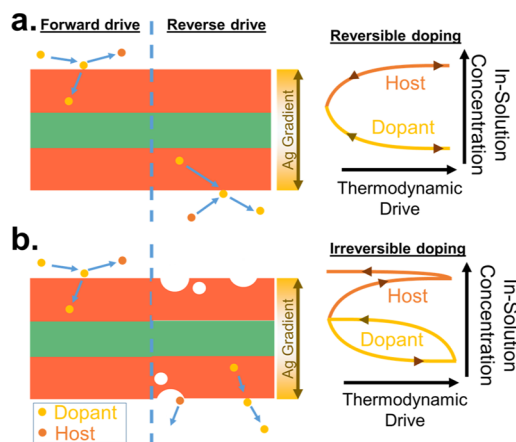 a.
Forward drive
Reverse drive
Reversible doping
Ag Gradient
Host
Dopant
In-Solution
Concentration
Thermodynamic
Drive
b.
Irreversible doping
Ag Gradient
Host
Dopant
In-Solution
Concentration
Dopant
Host
Thermodynamic
Drive